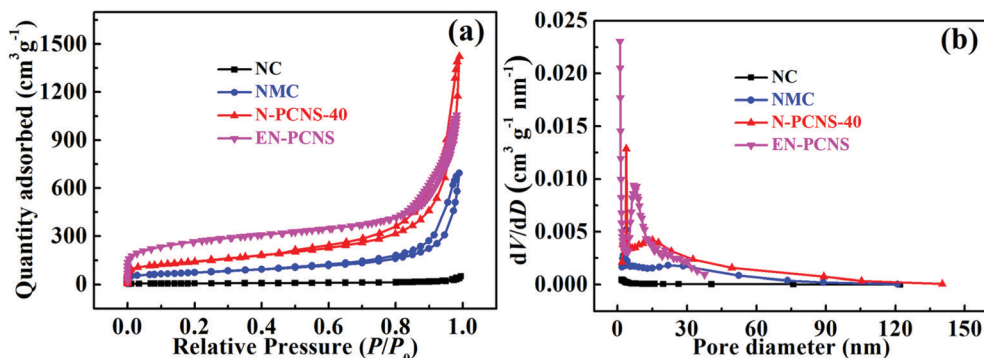 (a)
Quantity adsorbed (cm³ g⁻¹)
1500
1200
900
600
300
0
NC
NMC
N-PCNS-40
EN-PCNS
0.0 0.2 0.4 0.6 0.8 1.0
Relative Pressure (P/Pₒ)
(b)
dV/dD (cm³ g⁻¹ nm⁻¹)
0.025
0.020
0.015
0.010
0.005
0.000
NC
NMC
N-PCNS-40
EN-PCNS
0 30 60 90 120 150
Pore diameter (nm)